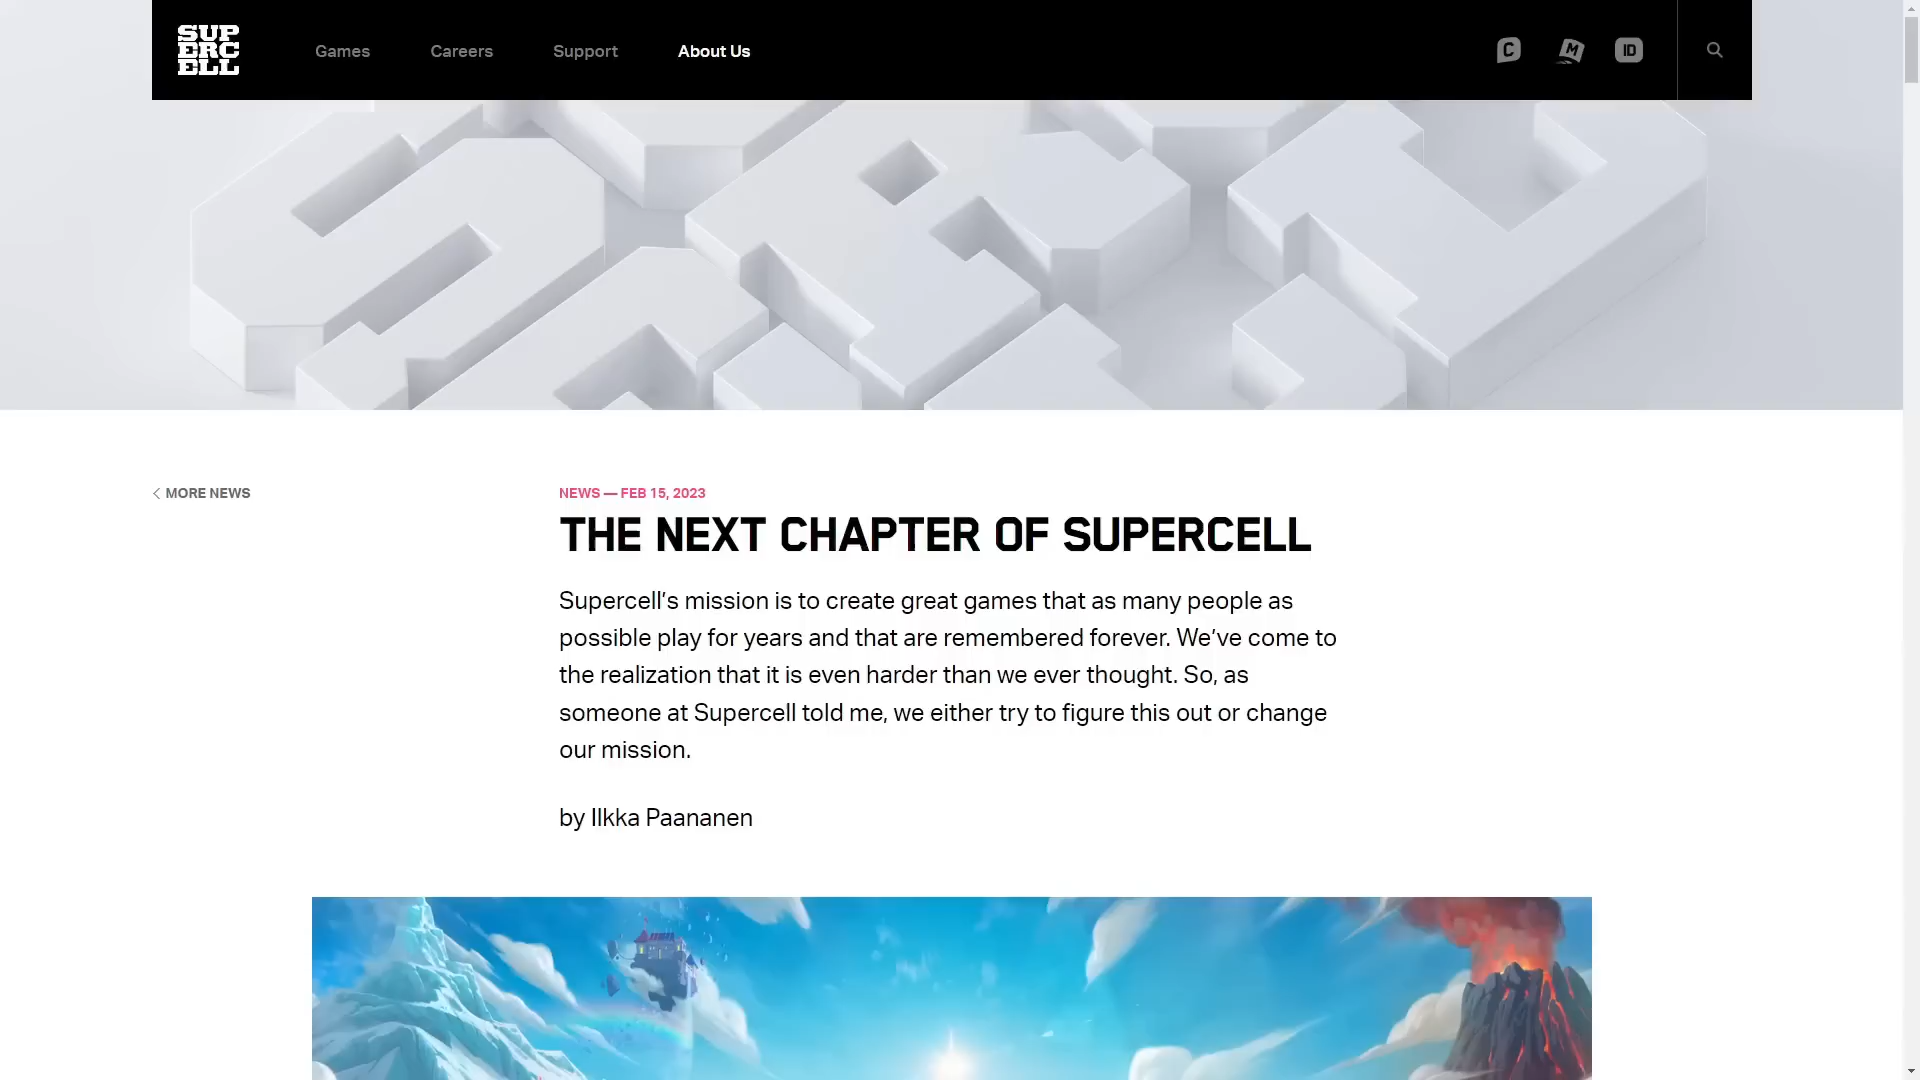 SUP
ERC
ELL
Games
Careers
Support
About Us
C
M
ID
MORE NEWS
NEWS — FEB 15, 2023
THE NEXT CHAPTER OF SUPERCELL
Supercell’s mission is to create great games that as many people as
possible play for years and that are remembered forever. We’ve come to
the realization that it is even harder than we ever thought. So, as
someone at Supercell told me, we either try to figure this out or change
our mission.
by Ilkka Paananen